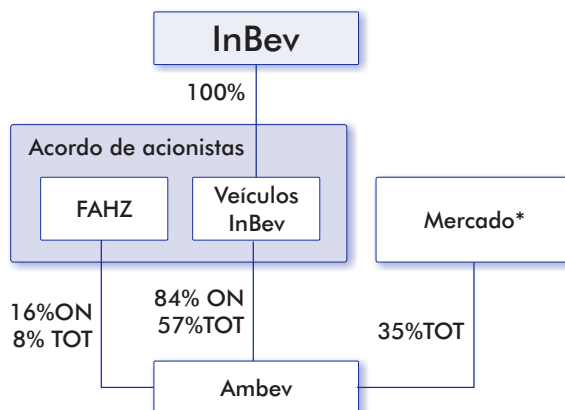 InBev
100%
Acordo de acionistas
FAHZ
Veículos
InBev
Mercado*
16%ON
8% TOT
84% ON
57%TOT
35%TOT
Ambev